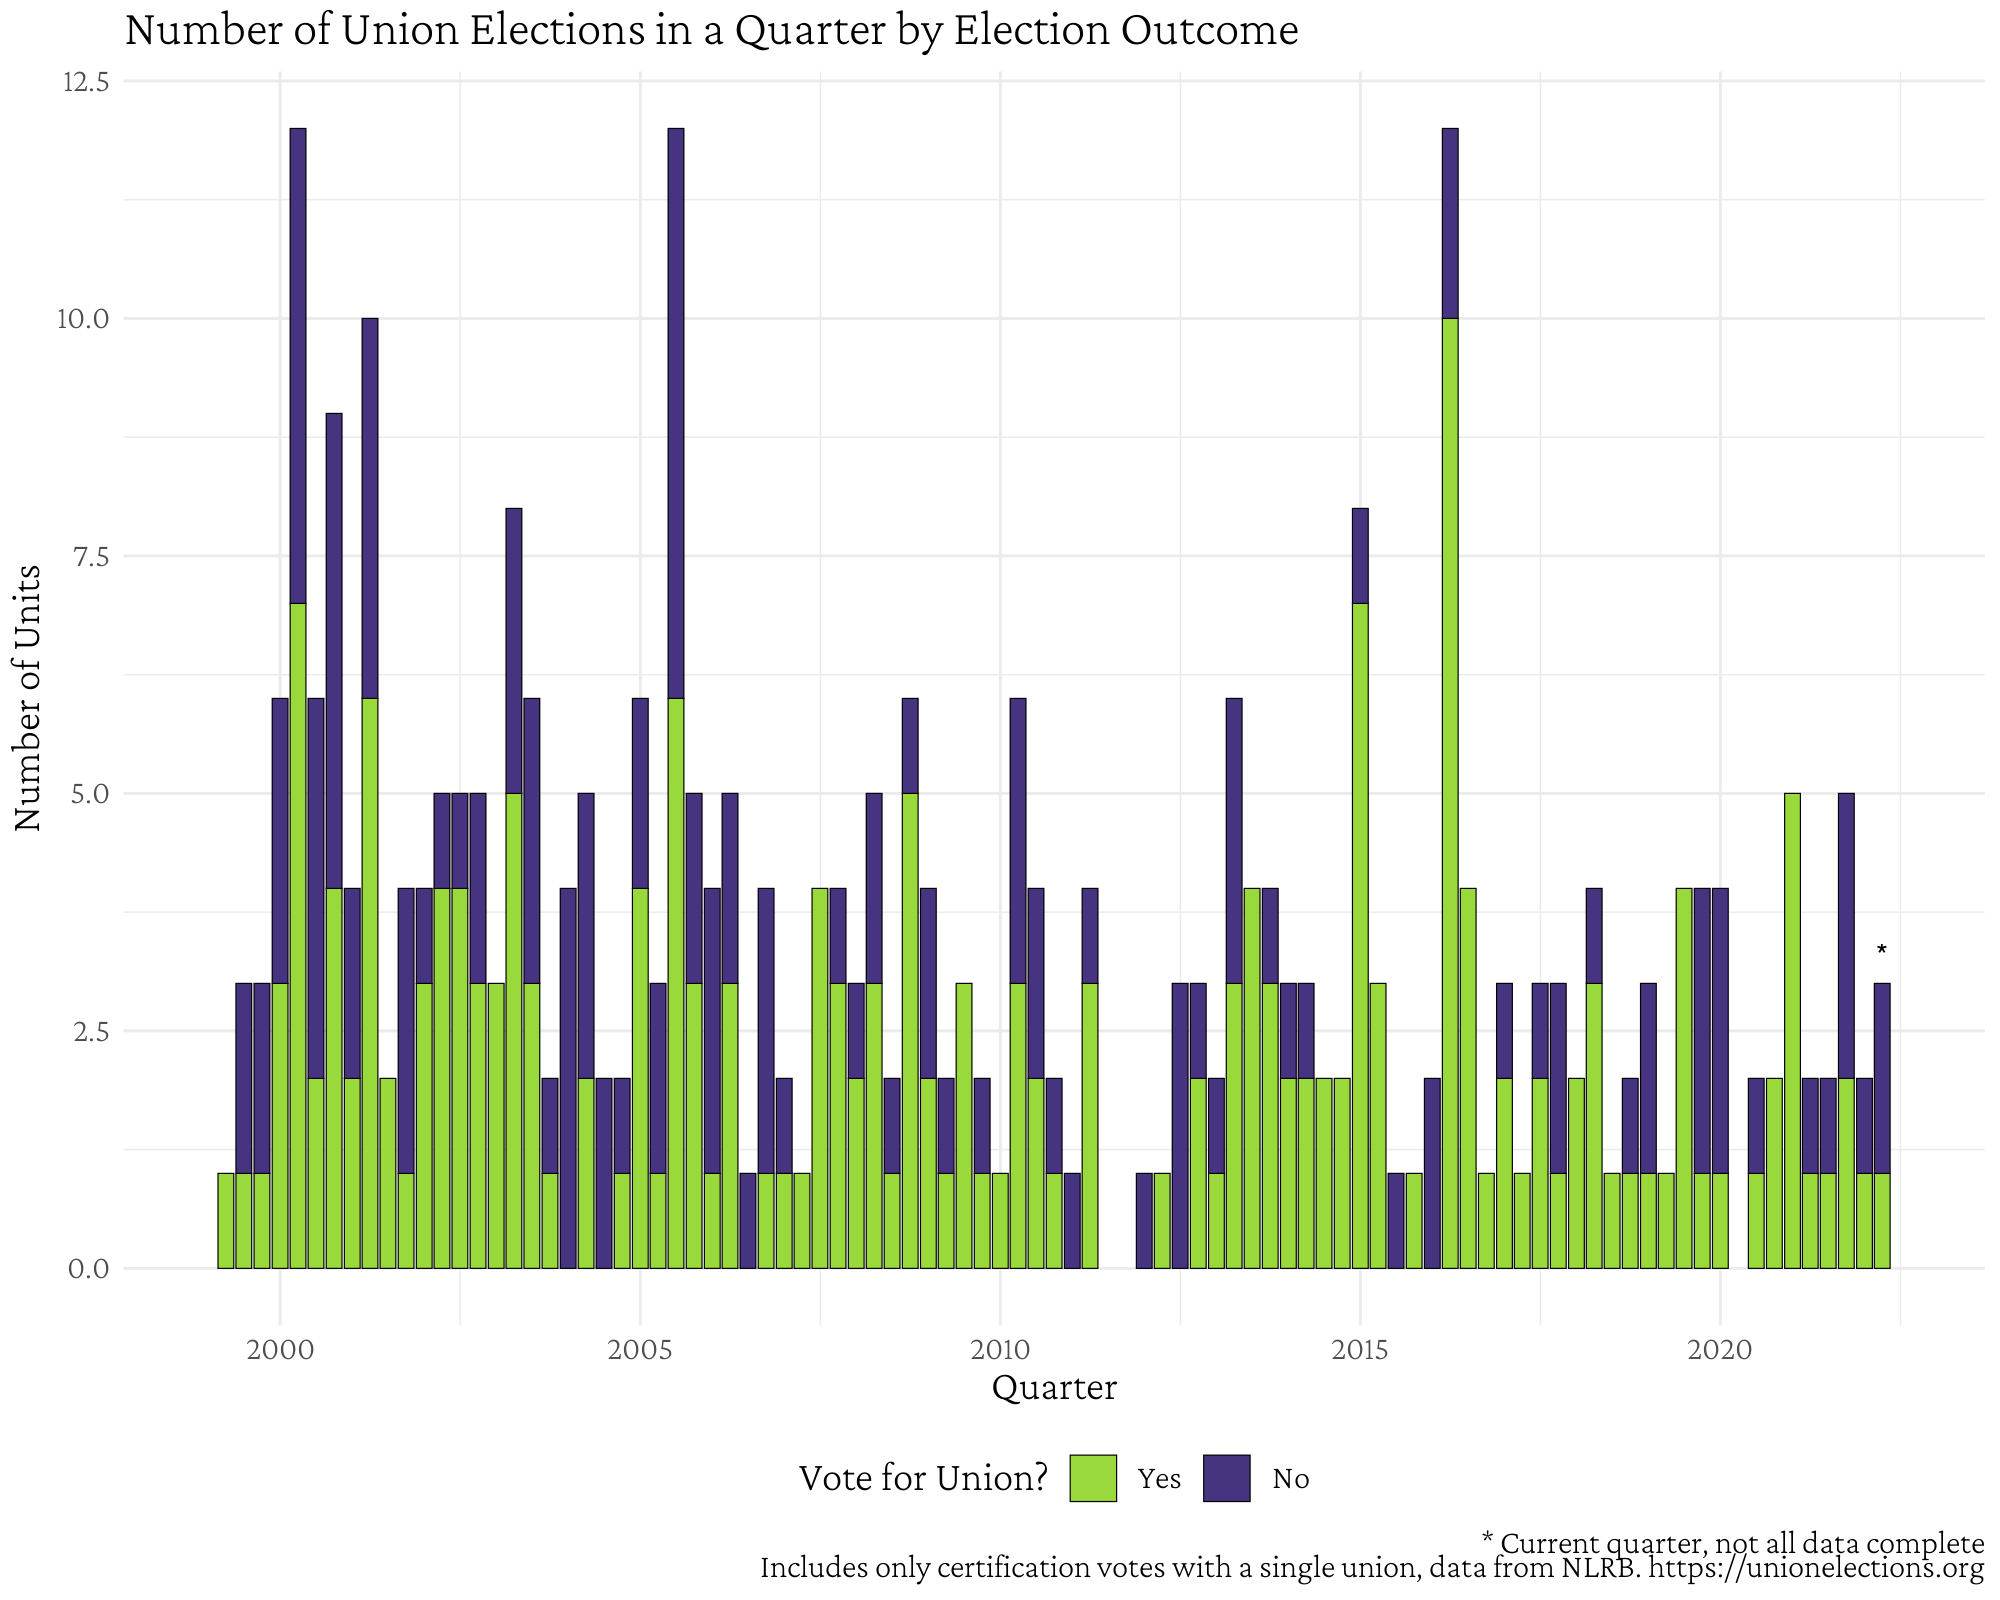 Number of Union Elections in a Quarter by Election Outcome
12.5
10.0
7.5
5.0
2.5
0.0
Number of Units
*
2000 2005 2010 2015 2020
Quarter
Vote for Union? Yes No
* Current quarter, not all data complete
Includes only certification votes with a single union, data from NLRB. https://unionelections.org